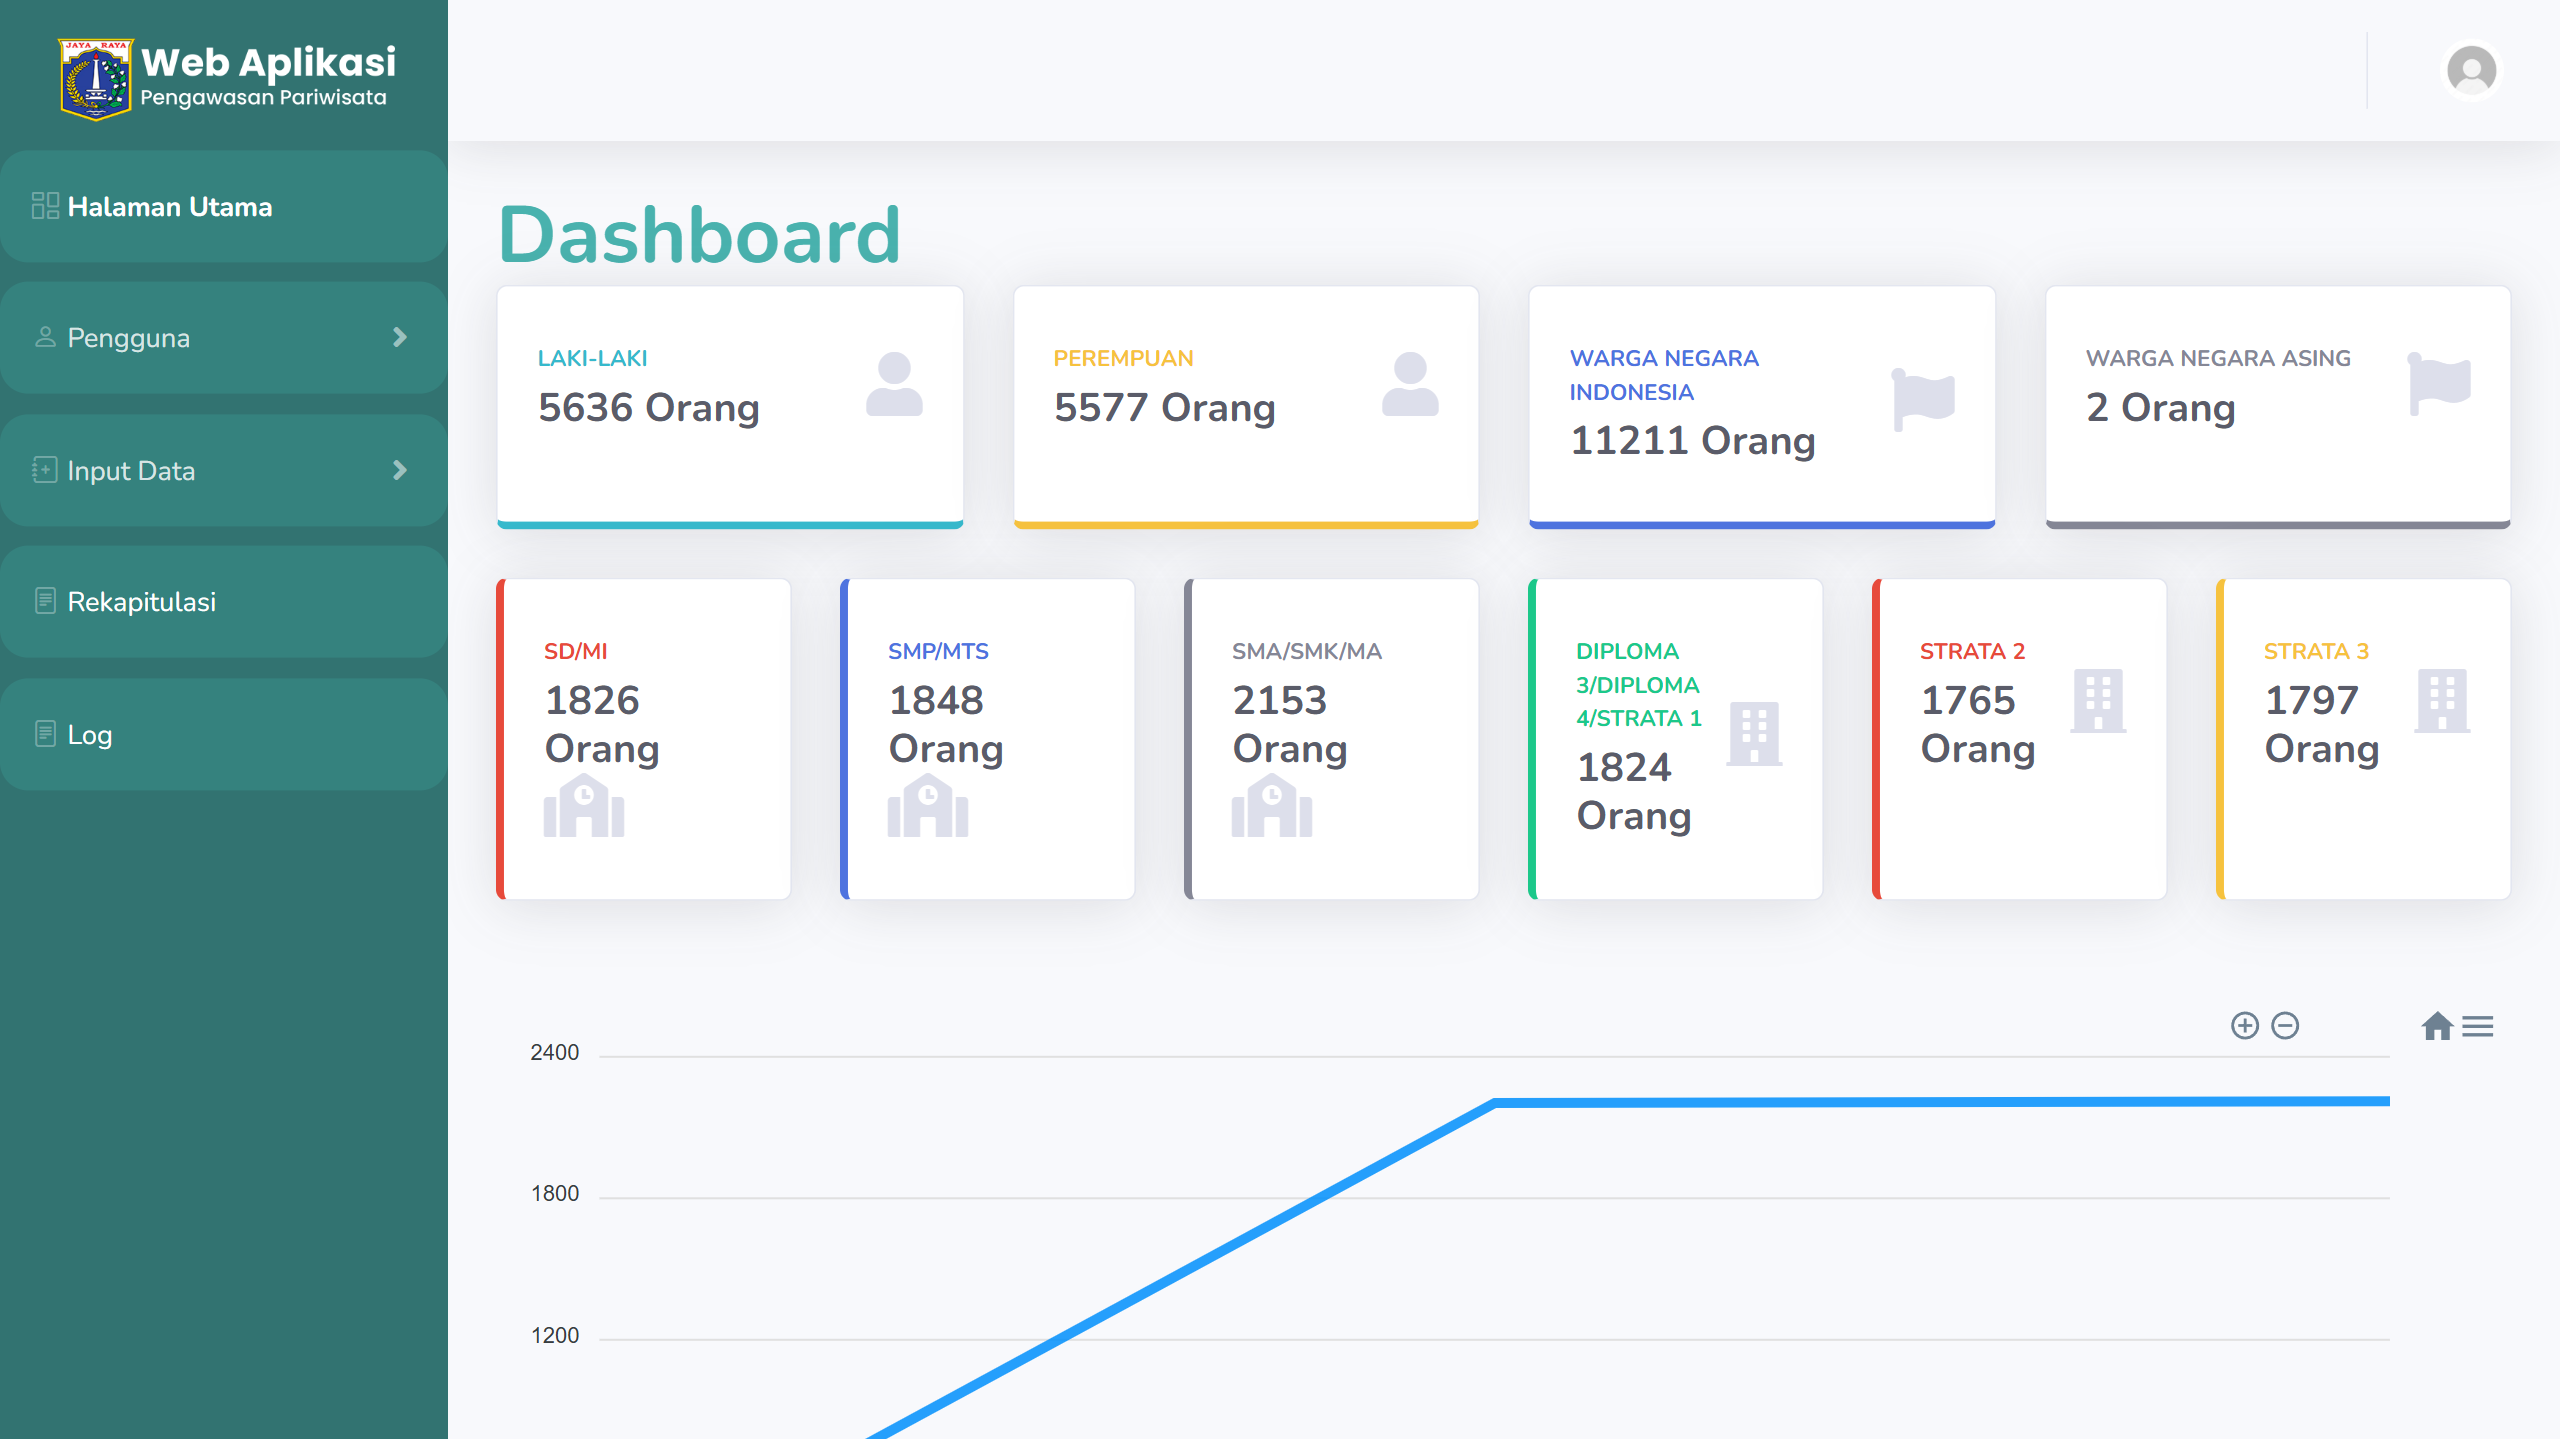 JAYA RAYA
Web Aplikasi
Pengawasan Pariwisata
Halaman Utama
Pengguna
Input Data
Rekapitulasi
Log
Dashboard
LAKI-LAKI
5636 Orang
PEREMPUAN
5577 Orang
WARGA NEGARA
INDONESIA
11211 Orang
WARGA NEGARA ASING
2 Orang
SD/MI
1826
Orang
SMP/MTS
1848
Orang
SMA/SMK/MA
2153
Orang
DIPLOMA
3/DIPLOMA
4/STRATA 1
1824
Orang
STRATA 2
1765
Orang
STRATA 3
1797
Orang
2400
1800
1200